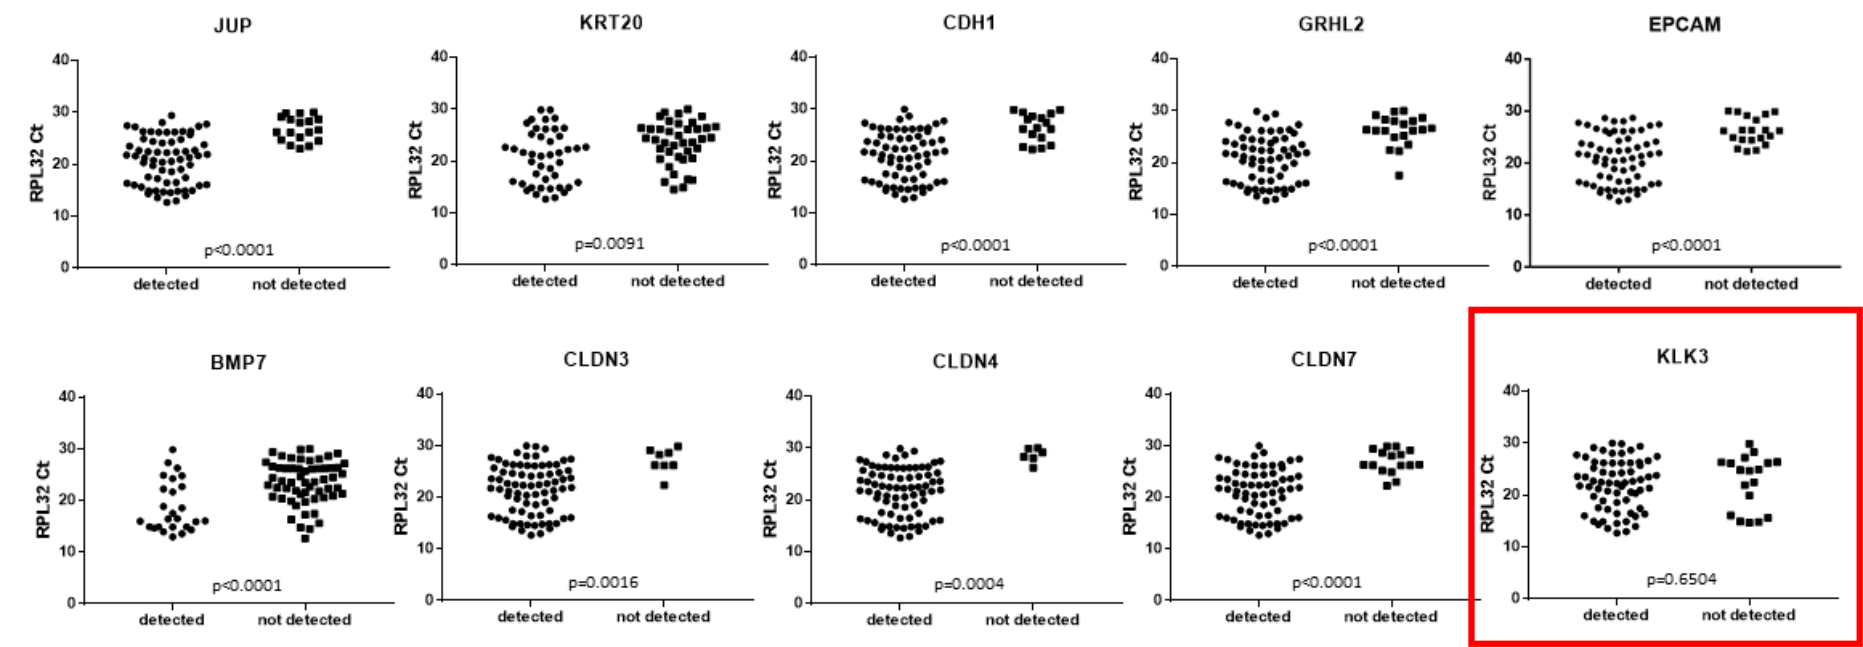 JUP
40
30
20
10
0
RPL32 Ct
p<0.0001
detected not detected
KRT20
40
30
20
10
0
RPL32 Ct
p=0.0091
detected not detected
CDH1
40
30
20
10
0
RPL32 Ct
p<0.0001
detected not detected
GRHL2
40
30
20
10
0
RPL32 Ct
p<0.0001
detected not detected
EPCAM
40
30
20
10
0
RPL32 Ct
p<0.0001
detected not detected
BMP7
40
30
20
10
0
RPL32 Ct
p<0.0001
detected not detected
CLDN3
40
30
20
10
0
RPL32 Ct
p=0.0016
detected not detected
CLDN4
40
30
20
10
0
RPL32 Ct
p=0.0004
detected not detected
CLDN7
40
30
20
10
0
RPL32 Ct
p<0.0001
detected not detected
KLK3
40
30
20
10
0
RPL32 Ct
p=0.6504
detected not detected